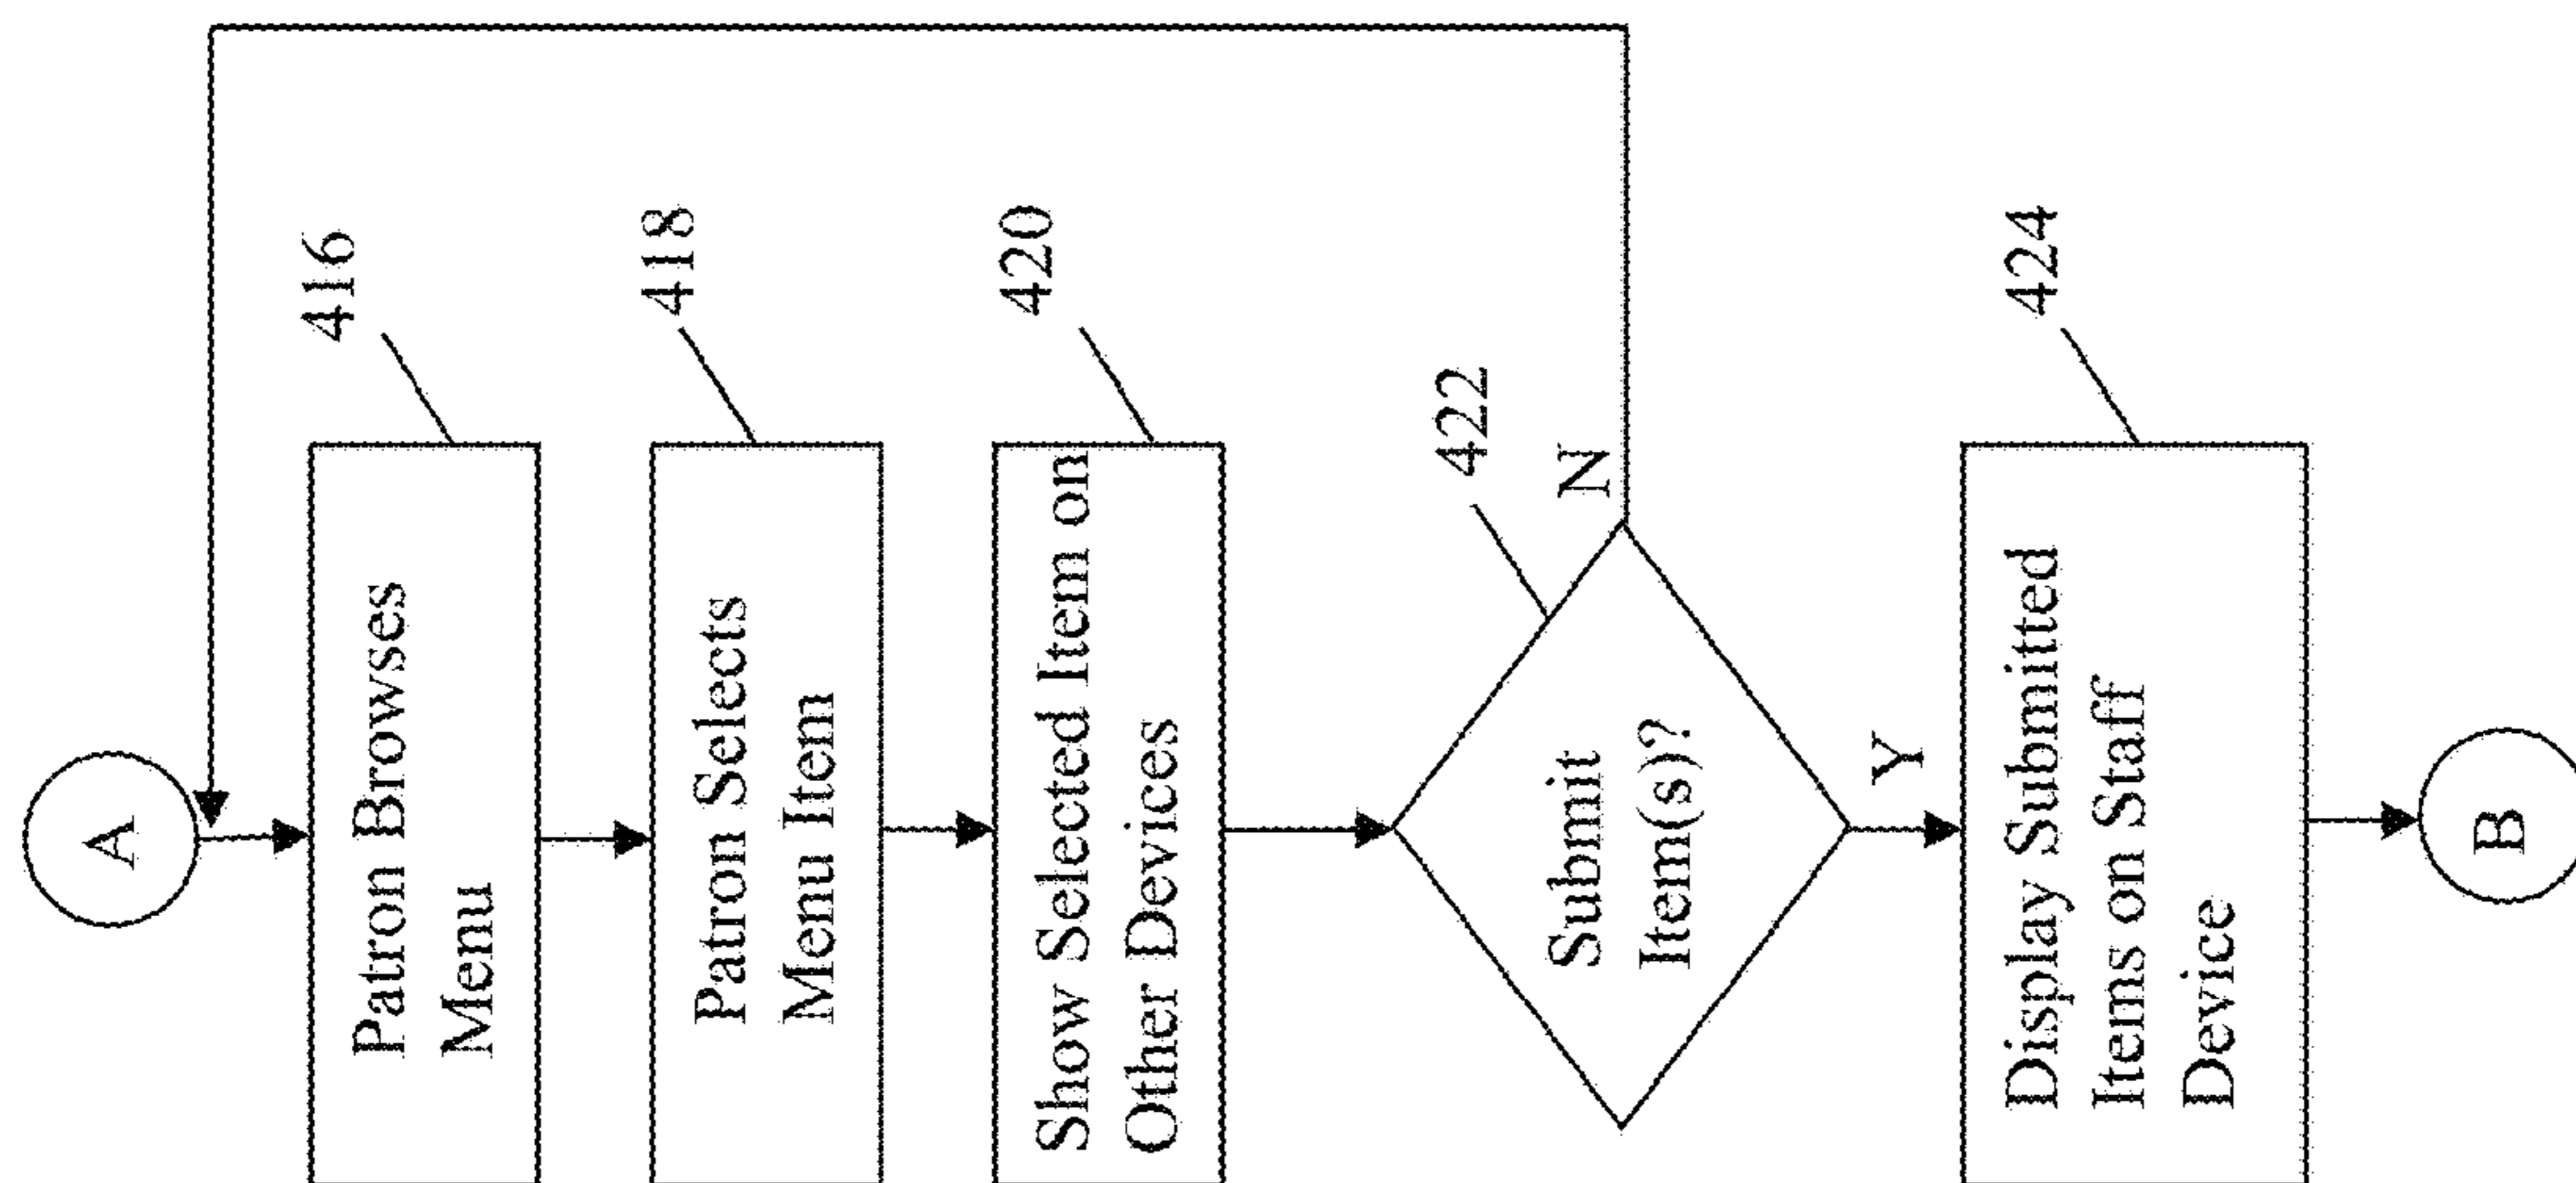 A
416
Patron Browses
Menu
418
Patron Selects
Menu Item
420
Show Selected Item on
Other Devices
422
Submit
Item(s)?
N
Y
424
Display Submitted
Items on Staff
Device
B